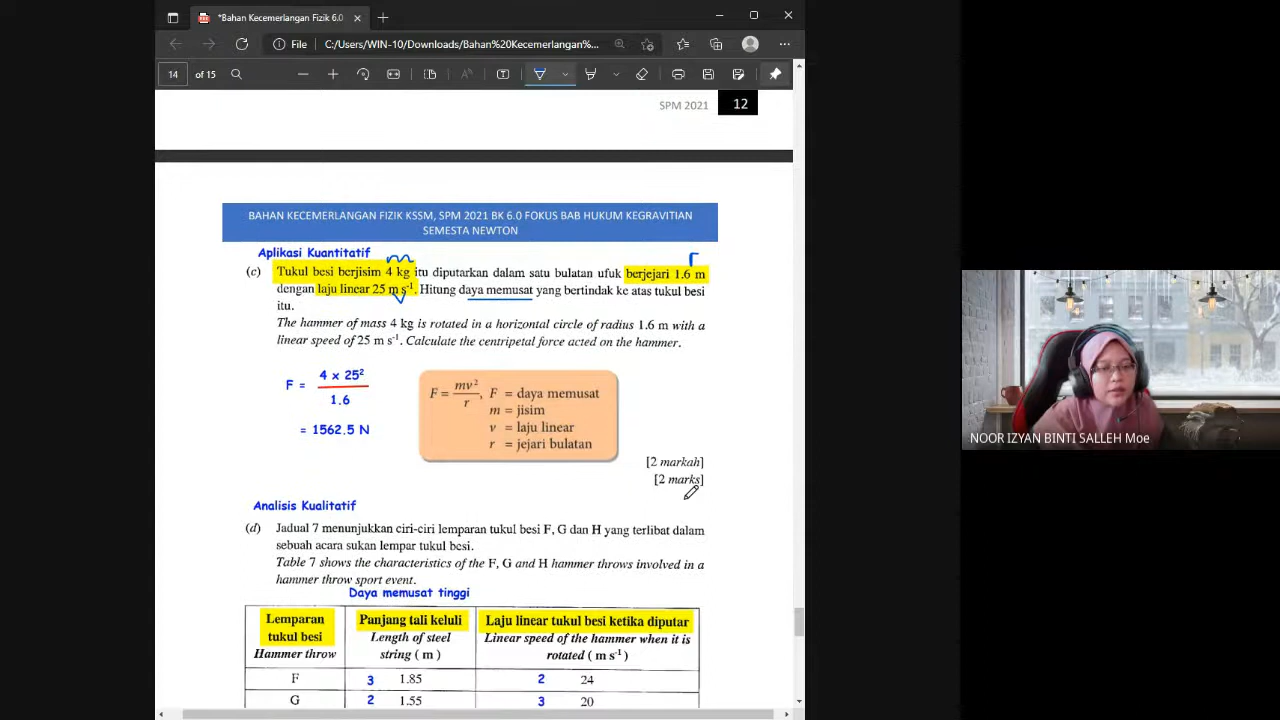 *Bahan Kecemerlangan Fizik 6.0
File
C:/Users/WIN-10/Downloads/Bahan%20Kecemerlangan%...
14 of 15
SPM 2021 12
BAHAN KECEMERLANGAN FIZIK KSSM, SPM 2021 BK 6.0 FOKUS BAB HUKUM KEGRAVITIAN
SEMESTA NEWTON
Aplikasi Kuantitatif
r
(c) Tukul besi berjisim 4 kg itu diputarkan dalam satu bulatan ufuk berjejari 1.6 m
dengan laju linear 25 m s⁻¹. Hitung daya memusat yang bertindak ke atas tukul besi
itu.
The hammer of mass 4 kg is rotated in a horizontal circle of radius 1.6 m with a
linear speed of 25 m s⁻¹. Calculate the centripetal force acted on the hammer.
F = 4 x 25² / 1.6
= 1562.5 N
F = mv²/r, F = daya memusat
m = jisim
v = laju linear
r = jejari bulatan
[2 markah]
[2 marks]
Analisis Kualitatif
(d) Jadual 7 menunjukkan ciri-ciri lemparan tukul besi F, G dan H yang terlibat dalam
sebuah acara sukan lempar tukul besi.
Table 7 shows the characteristics of the F, G and H hammer throws involved in a
hammer throw sport event.
Daya memusat tinggi
Lemparan Panjang tali keluli Laju linear tukul besi ketika diputar
tukul besi Length of steel Linear speed of the hammer when it is
Hammer throw string ( m ) rotated ( m s⁻¹ )
F 3 1.85 2 24
G 2 1.55 3 20
NOOR IZYAN BINTI SALLEH Moe